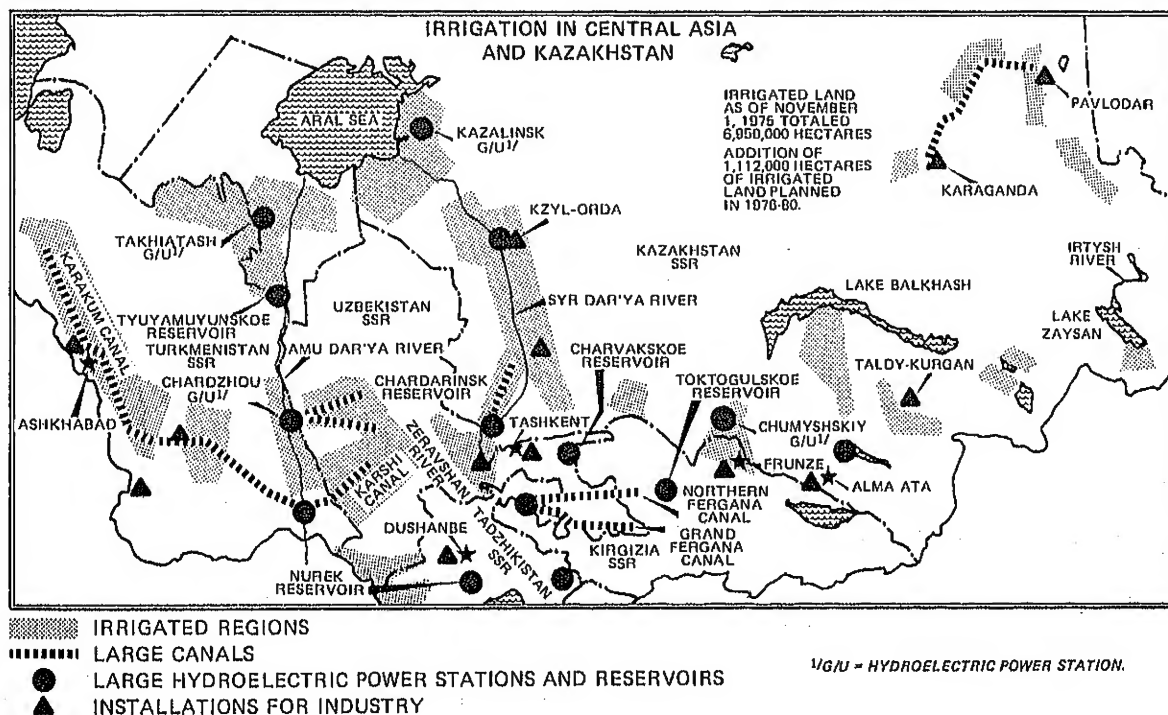 IRRIGATION IN CENTRAL ASIA
AND KAZAKHSTAN
IRRIGATED LAND
AS OF NOVEMBER
1, 1975 TOTALED
6,950,000 HECTARES
ADDITION OF
1,112,000 HECTARES
OF IRRIGATED
LAND PLANNED
IN 1976-80.
PAVLODAR
KARAGANDA
ARAL SEA
KAZALINSK
G/U1/
KZYL-ORDA
TAKHIATASH
G/U1/
KAZAKHSTAN
SSR
IRTYSH
RIVER
KARAKUM CANAL
UZBEKISTAN
SSR
SYR DAR'YA RIVER
LAKE BALKHASH
LAKE
ZAYSAN
TYUYAMUYUNSKOE
RESERVOIR
TURKMENISTAN
SSR
AMU DAR'YA RIVER
CHARVAKSKOE
RESERVOIR
TALDY-KURGAN
CHARDZHOU
G/U1/
CHARDARINSK
RESERVOIR
TOKTOGULSKOE
RESERVOIR
ASHKHABAD
TASHKENT
CHUMYSHSKIY
G/U1/
ZERAVSHAN
RIVER
KARSHI
CANAL
FRUNZE
ALMA ATA
NORTHERN
FERGANA
CANAL
DUSHANBE
TADZHIKISTAN
SSR
KIRGIZIA
SSR
GRAND
FERGANA
CANAL
NUREK
RESERVOIR
IRRIGATED REGIONS
LARGE CANALS
LARGE HYDROELECTRIC POWER STATIONS AND RESERVOIRS
INSTALLATIONS FOR INDUSTRY
1/G/U = HYDROELECTRIC POWER STATION.